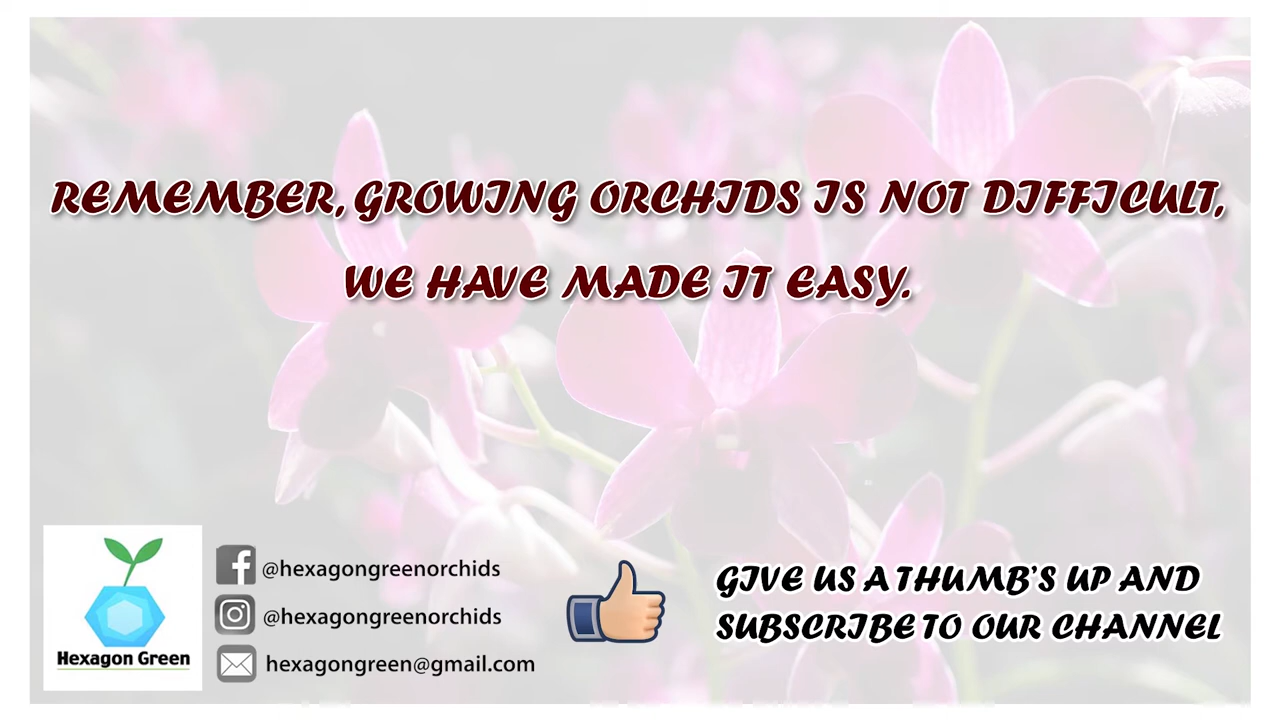 REMEMBER, GROWING ORCHIDS IS NOT DIFFICULT,
WE HAVE MADE IT EASY.
Hexagon Green
@hexagongreenorchids
@hexagongreenorchids
hexagongreen@gmail.com
GIVE US A THUMB'S UP AND
SUBSCRIBE TO OUR CHANNEL